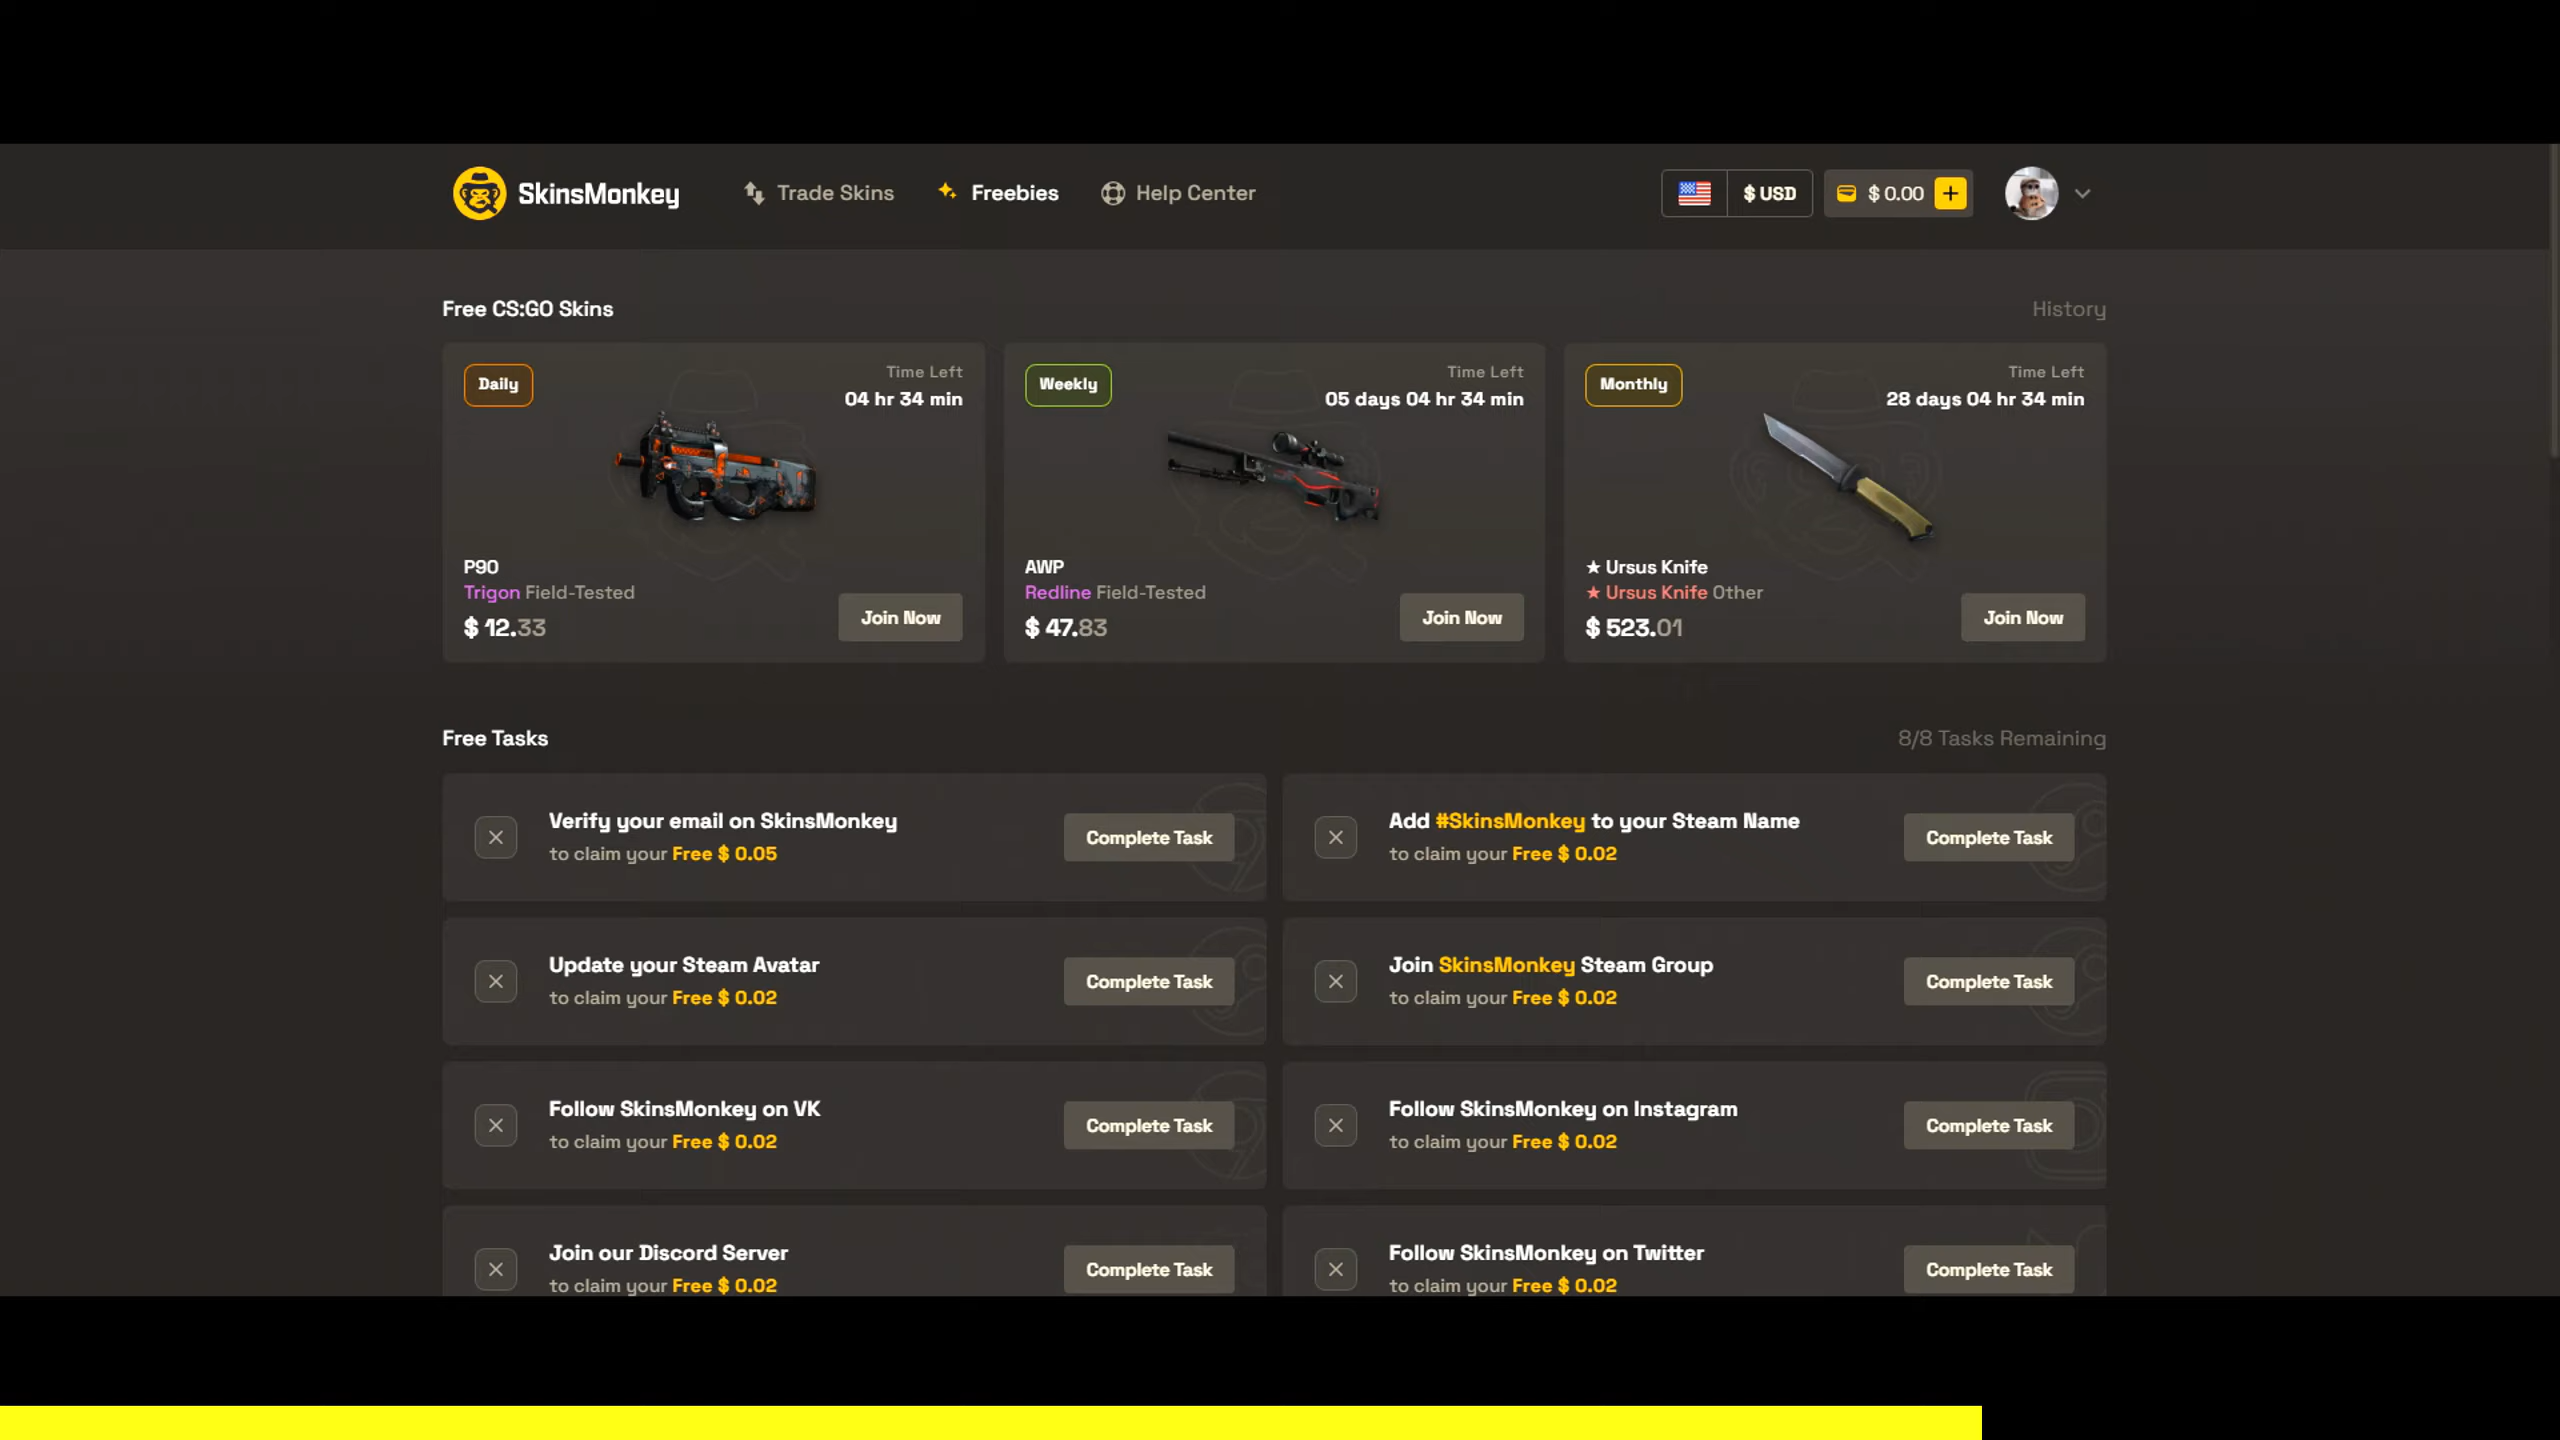 SkinsMonkey
Trade Skins
Freebies
Help Center
$ USD
$ 0.00
Free CS:GO Skins
History
Daily
Time Left
04 hr 34 min
P90
Trigon Field-Tested
$ 12.33
Join Now
Weekly
Time Left
05 days 04 hr 34 min
AWP
Redline Field-Tested
$ 47.83
Join Now
Monthly
Time Left
28 days 04 hr 34 min
★ Ursus Knife
★ Ursus Knife Other
$ 523.01
Join Now
Free Tasks
8/8 Tasks Remaining
Verify your email on SkinsMonkey
to claim your Free $ 0.05
Complete Task
Add #SkinsMonkey to your Steam Name
to claim your Free $ 0.02
Complete Task
Update your Steam Avatar
to claim your Free $ 0.02
Complete Task
Join SkinsMonkey Steam Group
to claim your Free $ 0.02
Complete Task
Follow SkinsMonkey on VK
to claim your Free $ 0.02
Complete Task
Follow SkinsMonkey on Instagram
to claim your Free $ 0.02
Complete Task
Join our Discord Server
to claim your Free $ 0.02
Complete Task
Follow SkinsMonkey on Twitter
to claim your Free $ 0.02
Complete Task